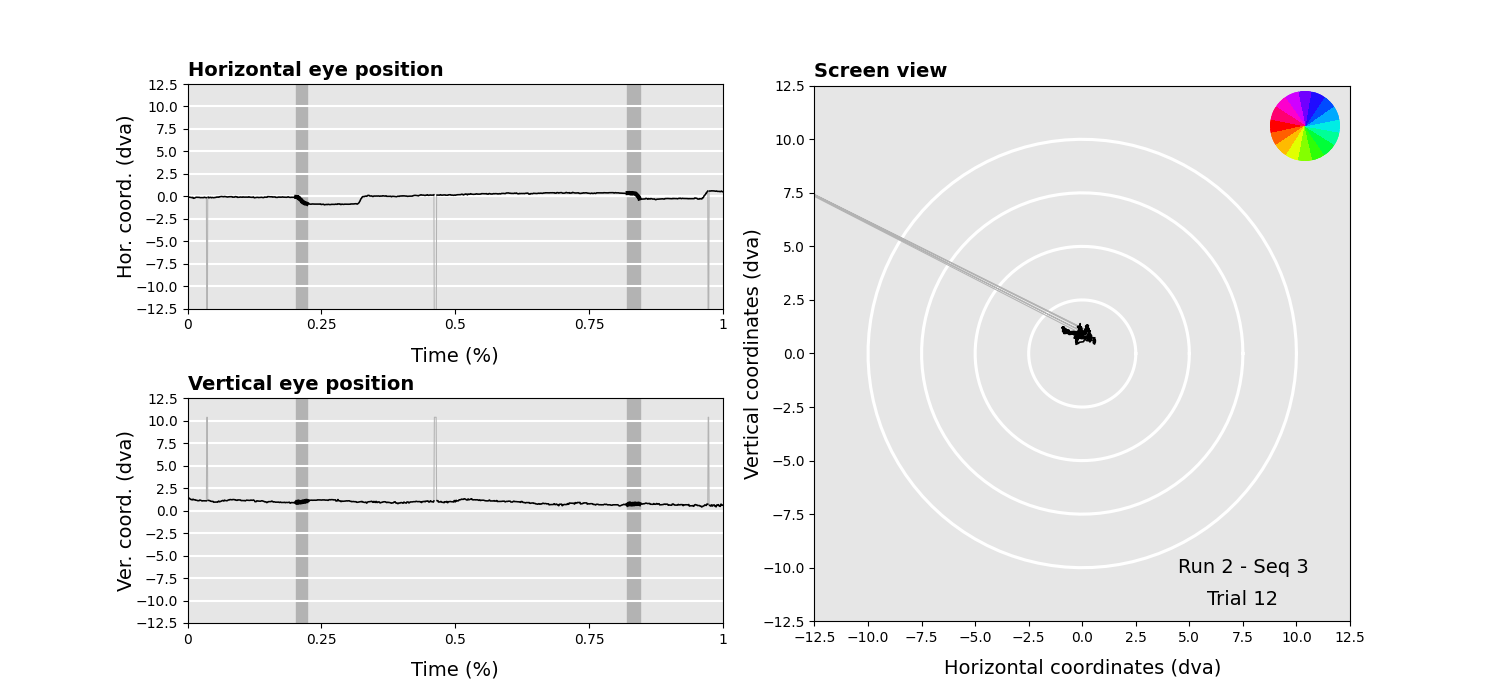 Horizontal eye position
Hor. coord. (dva)
12.5
10.0
7.5
5.0
2.5
0.0
−2.5
−5.0
−7.5
−10.0
−12.5
0 0.25 0.5 0.75 1
Time (%)
Vertical eye position
Ver. coord. (dva)
12.5
10.0
7.5
5.0
2.5
0.0
−2.5
−5.0
−7.5
−10.0
−12.5
0 0.25 0.5 0.75 1
Time (%)
Screen view
Vertical coordinates (dva)
12.5
10.0
7.5
5.0
2.5
0.0
−2.5
−5.0
−7.5
−10.0
−12.5
Run 2 - Seq 3
Trial 12
−12.5 −10.0 −7.5 −5.0 −2.5 0.0 2.5 5.0 7.5 10.0 12.5
Horizontal coordinates (dva)